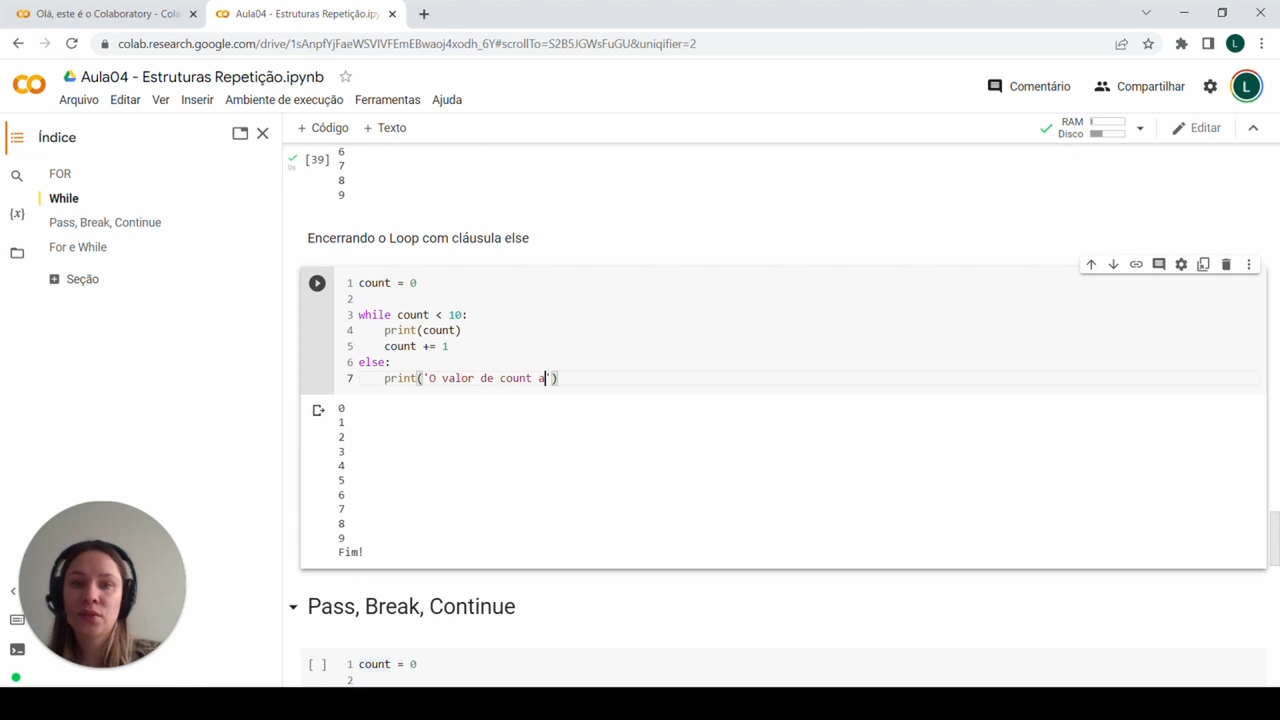 Olá, este é o Colaboratory - Cola
Aula04 - Estruturas Repetição.ipyn
colab.research.google.com/drive/1sAnpfYjFaeWSVIVFEmEBwaoj4xodh_6Y#scrollTo=S2B5JGWsFuGU&uniqifier=2
L
Aula04 - Estruturas Repetição.ipynb
Arquivo Editar Ver Inserir Ambiente de execução Ferramentas Ajuda
Comentário
Compartilhar
L
Índice
+ Código + Texto
RAM
Disco
Editar
FOR
While
Pass, Break, Continue
For e While
Seção
{x}
[39]
6
7
8
9
Encerrando o Loop com cláusula else
1 count = 0
2
3 while count < 10:
4 print(count)
5 count += 1
6 else:
7 print('O valor de count a')
0
1
2
3
4
5
6
7
8
9
Fim!
Pass, Break, Continue
[ ] 1 count = 0
2